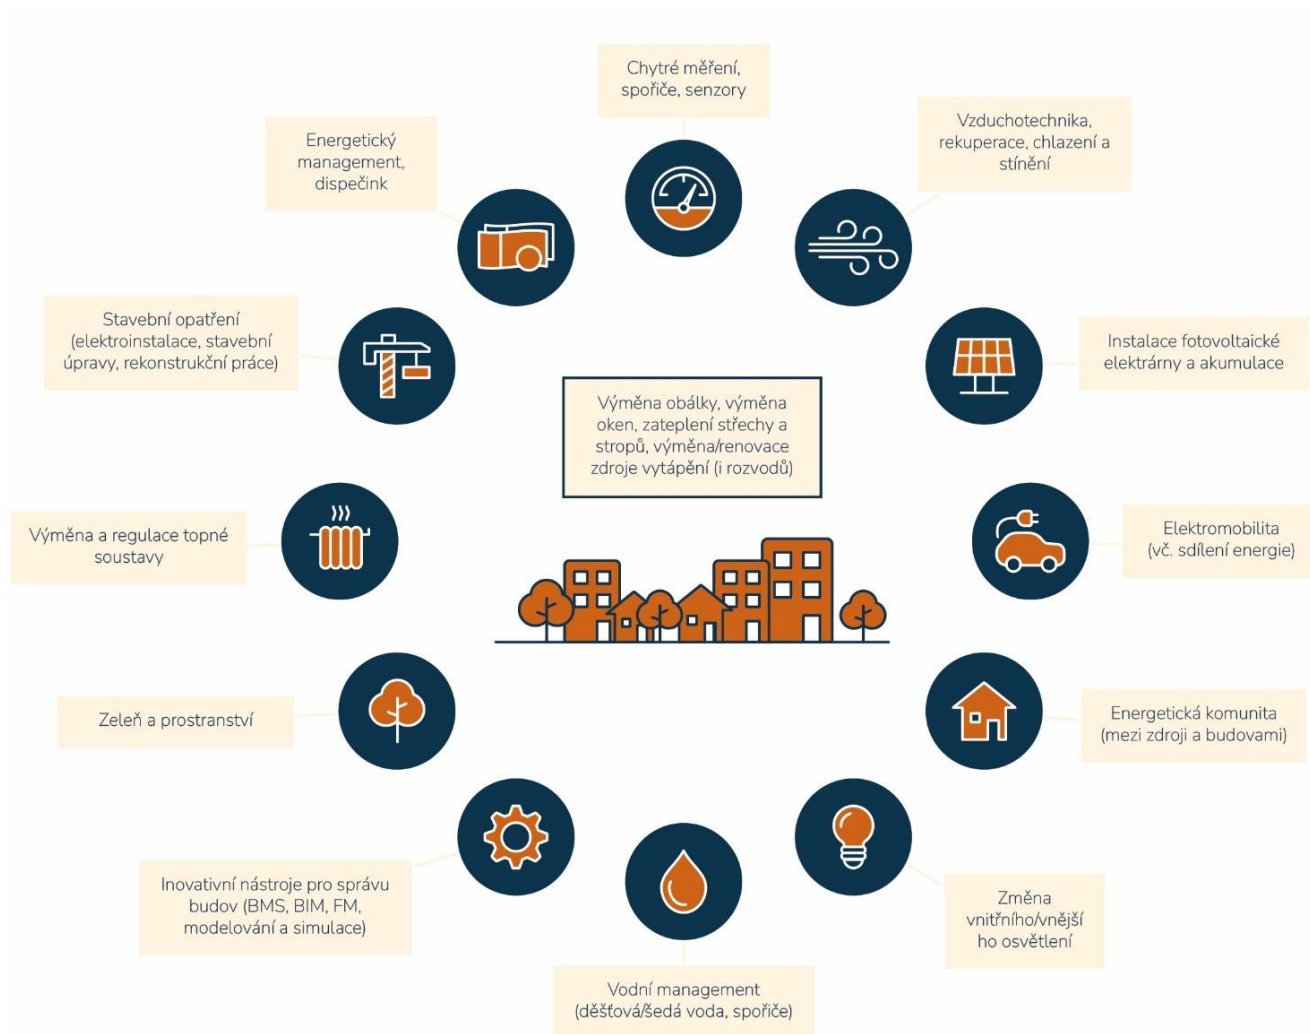 Chytré měření,
spořiče, senzory
Vzduchotechnika,
rekuperace, chlazení a
stínění
Energetický
management,
dispečink
Stavební opatření
(elektroinstalace, stavební
úpravy, rekonstrukční práce)
Instalace fotovoltaické
elektrárny a akumulace
Výměna obálky, výměna
oken, zateplení střechy a
stropů, výměna/renovace
zdroje vytápění (i rozvodů)
Výměna a regulace topné
soustavy
Elektromobilita
(vč. sdílení energie)
Zeleň a prostranství
Energetická komunita
(mezi zdroji a budovami)
Inovativní nástroje pro správu
budov (BMS, BIM, FM,
modelování a simulace)
Změna
vnitřního/vnější
ho osvětlení
Vodní management
(děšťová/šedá voda, spořiče)